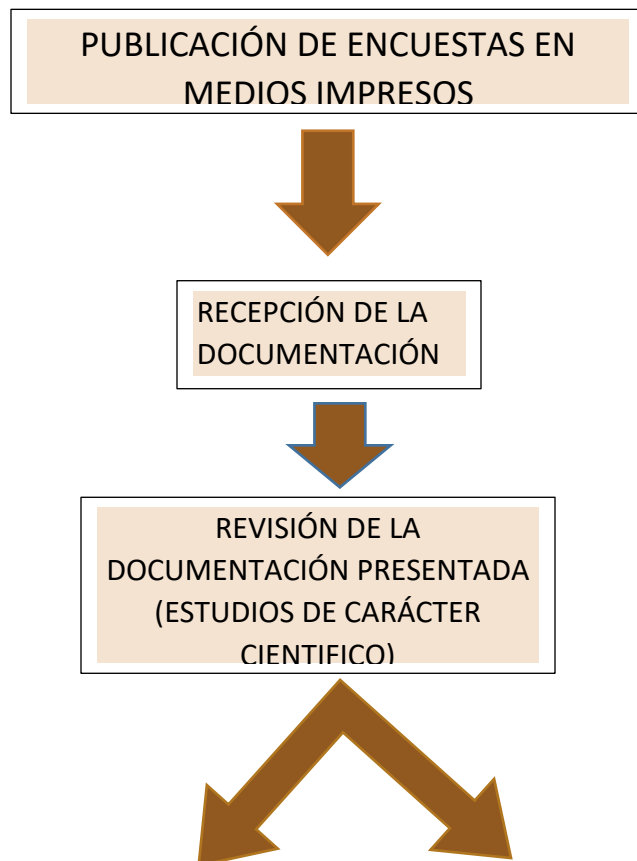 PUBLICACIÓN DE ENCUESTAS EN
MEDIOS IMPRESOS
RECEPCIÓN DE LA
DOCUMENTACIÓN
REVISIÓN DE LA
DOCUMENTACIÓN PRESENTADA
(ESTUDIOS DE CARÁCTER
CIENTIFICO)